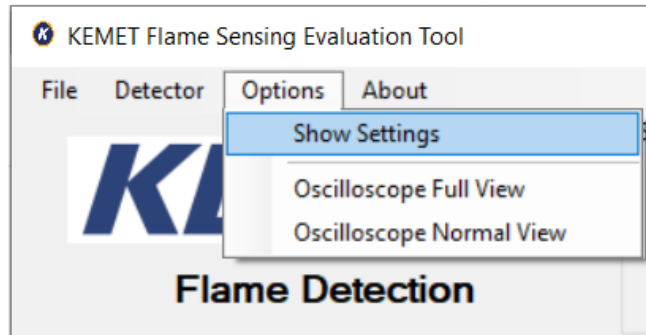 KEMET Flame Sensing Evaluation Tool
File Detector Options About
Show Settings
Oscilloscope Full View
Oscilloscope Normal View
Flame Detection